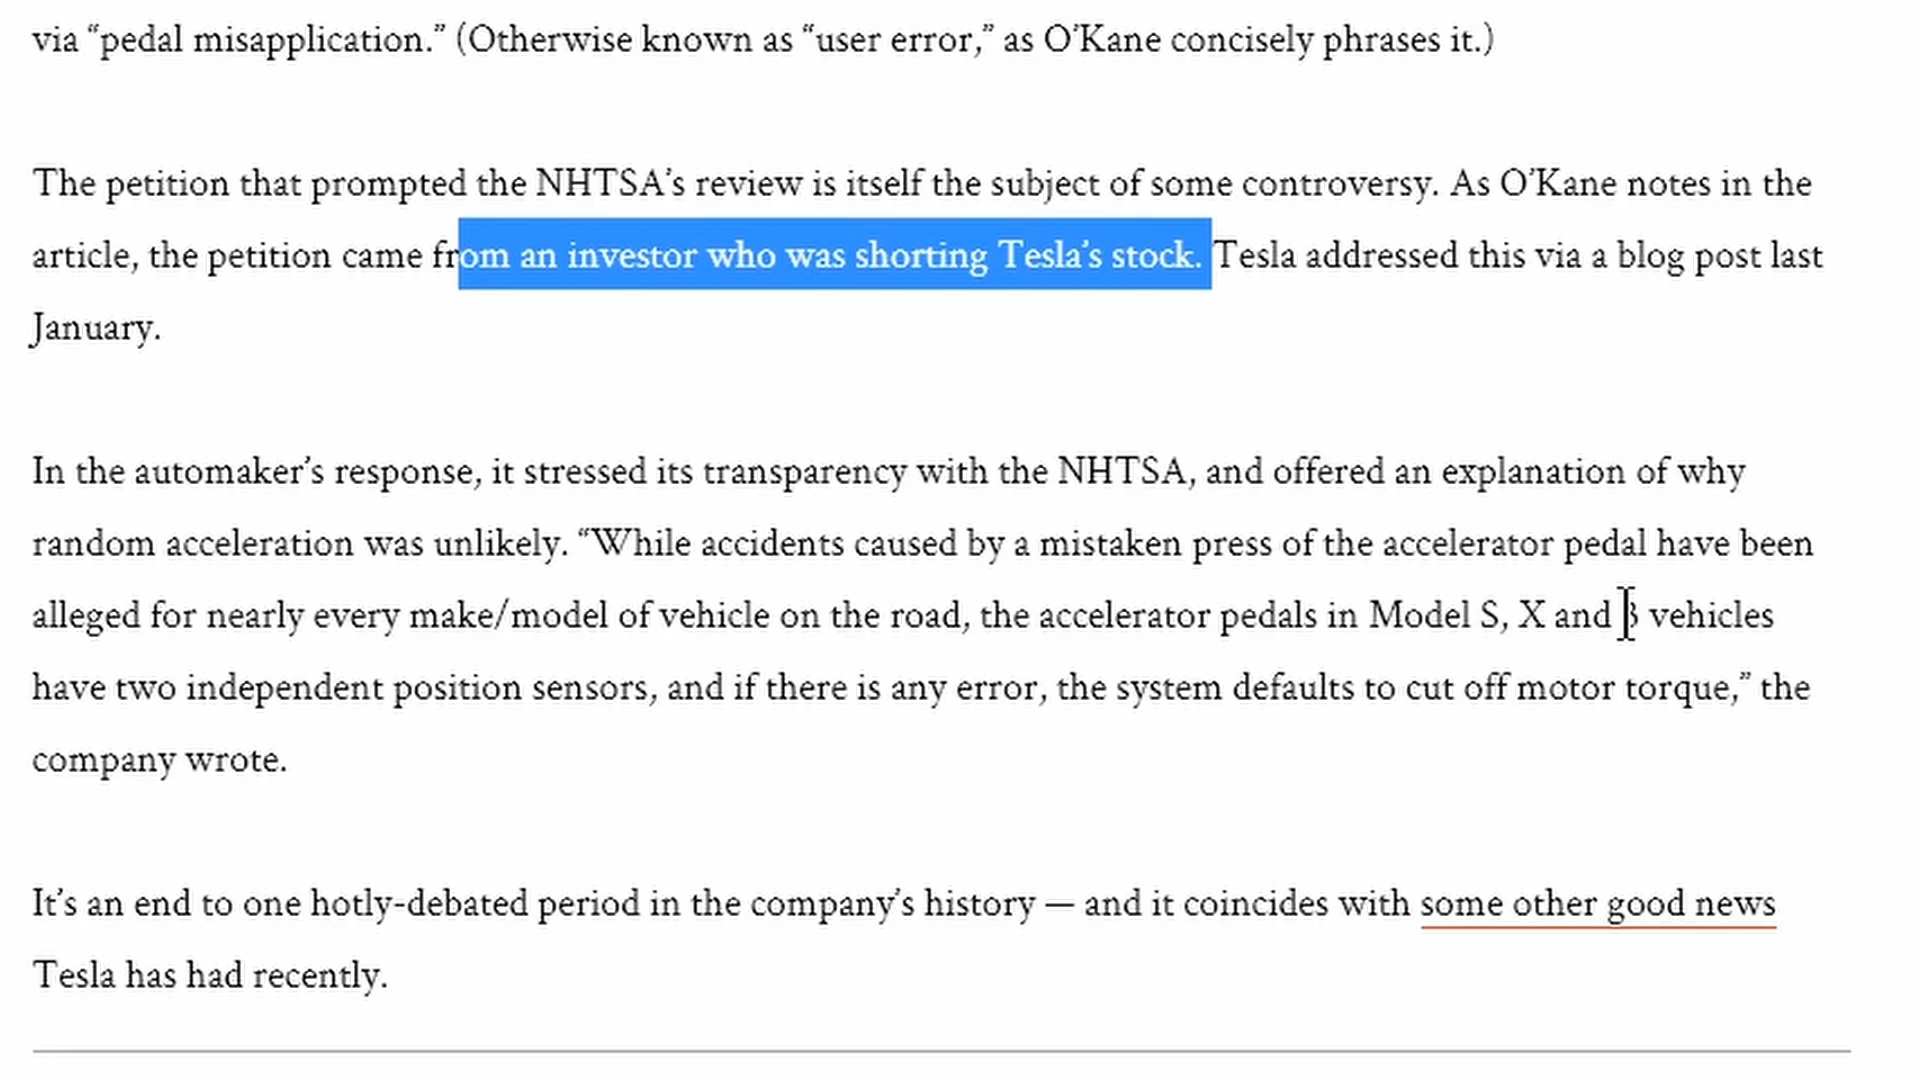 via “pedal misapplication.” (Otherwise known as “user error,” as O’Kane concisely phrases it.)
The petition that prompted the NHTSA’s review is itself the subject of some controversy. As O’Kane notes in the
article, the petition came from an investor who was shorting Tesla’s stock. Tesla addressed this via a blog post last
January.
In the automaker’s response, it stressed its transparency with the NHTSA, and offered an explanation of why
random acceleration was unlikely. “While accidents caused by a mistaken press of the accelerator pedal have been
alleged for nearly every make/model of vehicle on the road, the accelerator pedals in Model S, X and 3 vehicles
have two independent position sensors, and if there is any error, the system defaults to cut off motor torque,” the
company wrote.
It’s an end to one hotly-debated period in the company’s history — and it coincides with some other good news
Tesla has had recently.